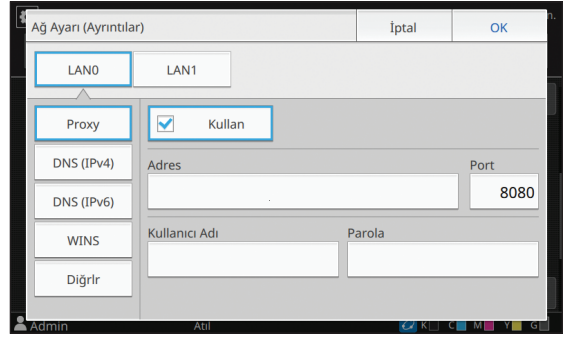 Ağ Ayarı (Ayrıntılar) İptal OK
n.
LAN0 LAN1
Proxy Kullan
DNS (IPv4) Adres Port
DNS (IPv6) 8080
WINS Kullanıcı Adı Parola
Diğrlr
Admin Atıl K C M Y G